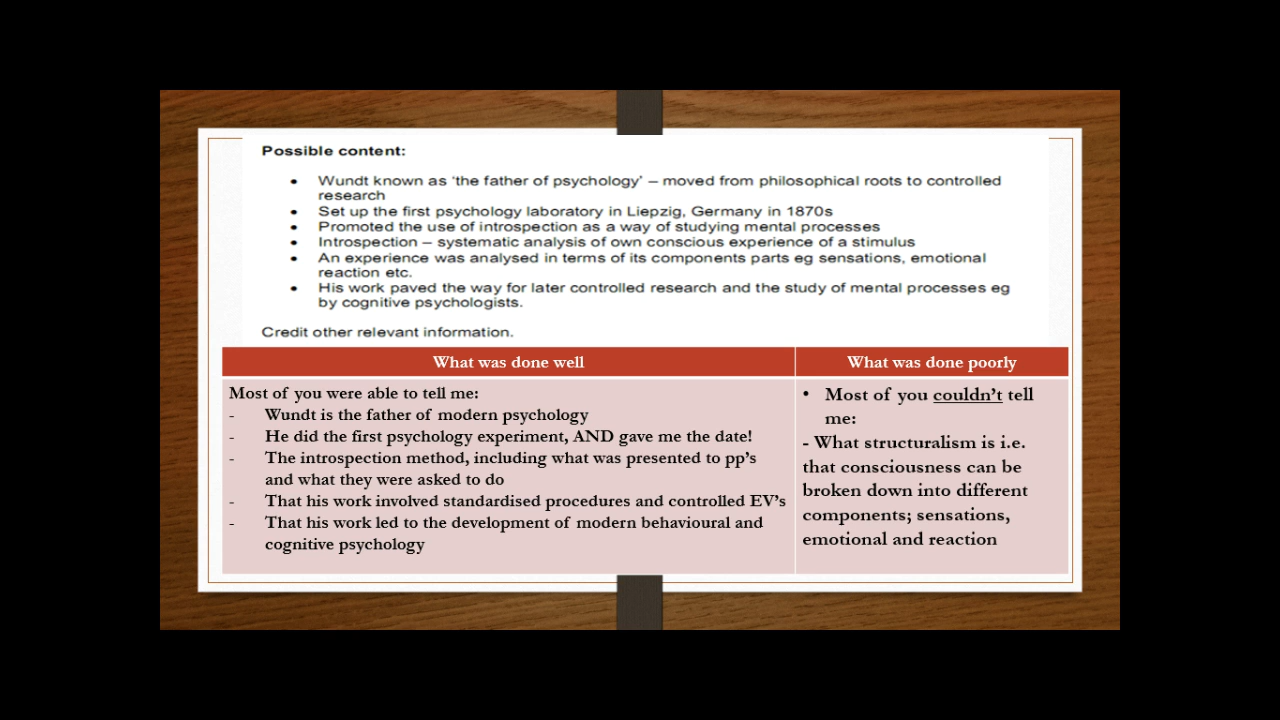 Possible content:
• Wundt known as ‘the father of psychology’ – moved from philosophical roots to controlled
research
• Set up the first psychology laboratory in Liepzig, Germany in 1870s
• Promoted the use of introspection as a way of studying mental processes
• Introspection – systematic analysis of own conscious experience of a stimulus
• An experience was analysed in terms of its components parts eg sensations, emotional
reaction etc.
• His work paved the way for later controlled research and the study of mental processes eg
by cognitive psychologists.
Credit other relevant information.
What was done well
Most of you were able to tell me:
- Wundt is the father of modern psychology
- He did the first psychology experiment, AND gave me the date!
- The introspection method, including what was presented to pp’s
and what they were asked to do
- That his work involved standardised procedures and controlled EV’s
- That his work led to the development of modern behavioural and
cognitive psychology
What was done poorly
• Most of you couldn’t tell
me:
- What structuralism is i.e.
that consciousness can be
broken down into different
components; sensations,
emotional and reaction